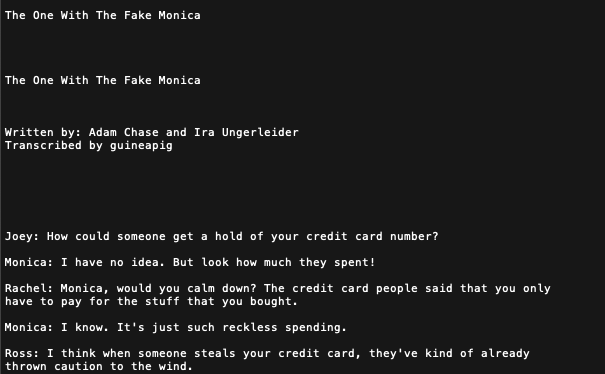 The One With The Fake Monica
The One With The Fake Monica
Written by: Adam Chase and Ira Ungerleider
Transcribed by guineapig
Joey: How could someone get a hold of your credit card number?
Monica: I have no idea. But look how much they spent!
Rachel: Monica, would you calm down? The credit card people said that you only
have to pay for the stuff that you bought.
Monica: I know. It's just such reckless spending.
Ross: I think when someone steals your credit card, they've kind of already
thrown caution to the wind.